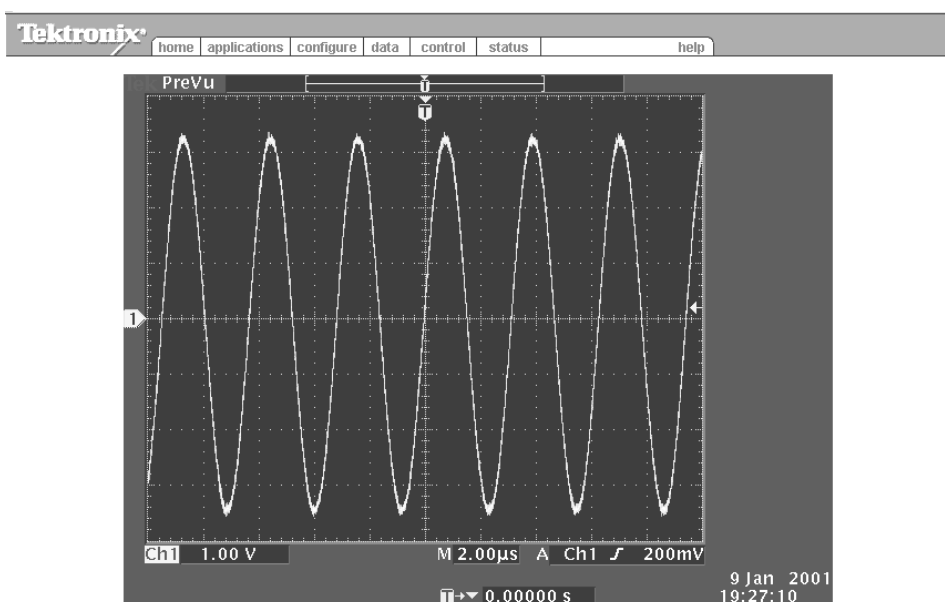 Tektronix
home applications configure data control status help
PreVu
T
T
1
Ch1 1.00 V M 2.00µs A Ch1 200mV
T 0.00000 s
9 Jan 2001
19:27:10